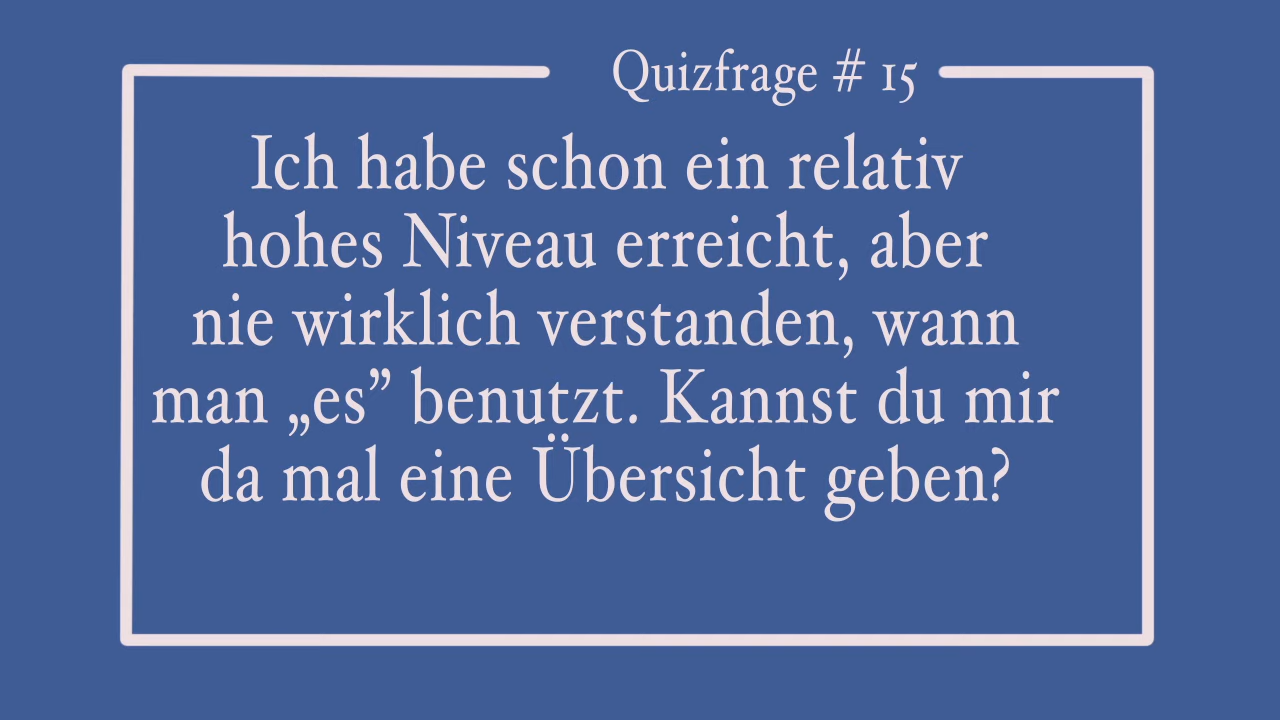 Quizfrage # 15
Ich habe schon ein relativ
hohes Niveau erreicht, aber
nie wirklich verstanden, wann
man „es” benutzt. Kannst du mir
da mal eine Übersicht geben?